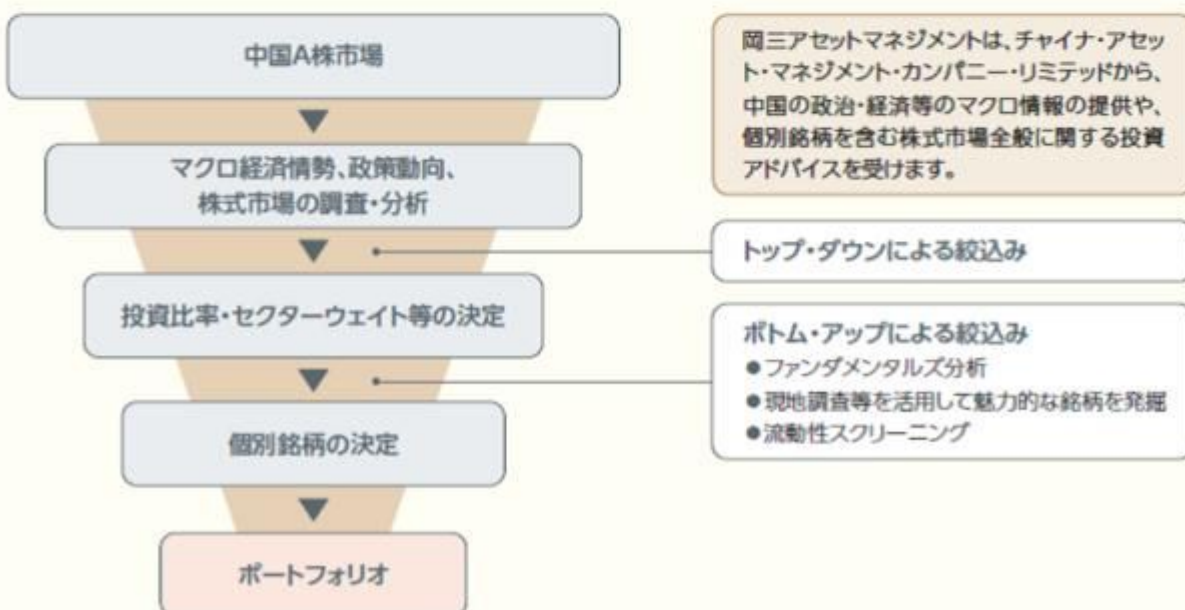 中国A株市場
マクロ経済情勢、政策動向、
株式市場の調査・分析
投資比率・セクターウェイト等の決定
個別銘柄の決定
ポートフォリオ
岡三アセットマネジメントは、チャイナ・アセッ
ト・マネジメント・カンパニー・リミテッドから、
中国の政治・経済等のマクロ情報の提供や、
個別銘柄を含む株式市場全般に関する投資
アドバイスを受けます。
トップ・ダウンによる絞込み
ボトム・アップによる絞込み
●ファンダメンタルズ分析
●現地調査等を活用して魅力的な銘柄を発掘
●流動性スクリーニング